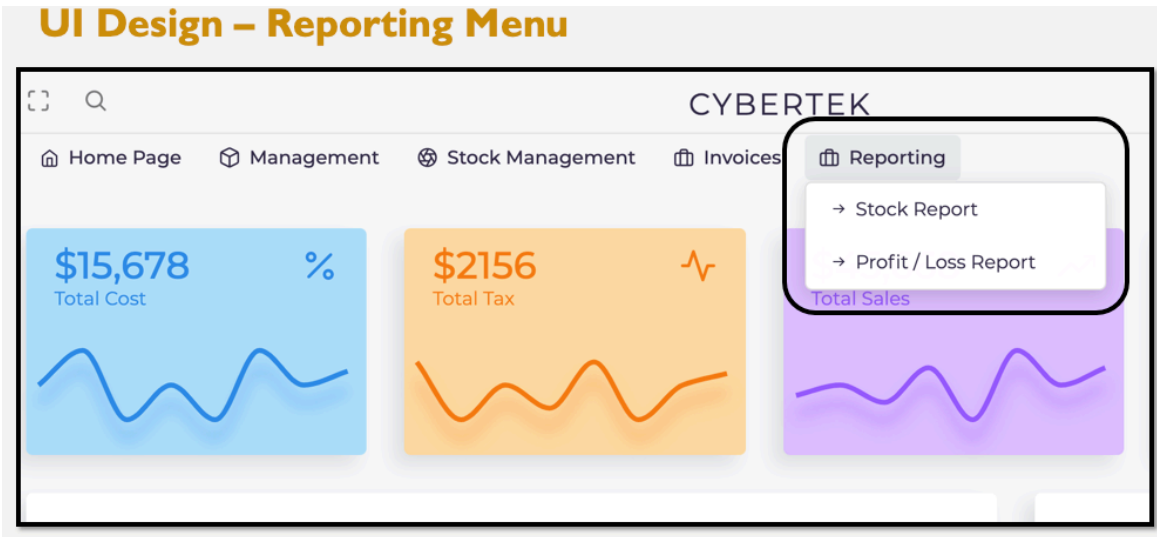 UI Design – Reporting Menu
CYBERTEK
Home Page Management Stock Management Invoices Reporting
→ Stock Report
→ Profit / Loss Report
$15,678 %
Total Cost
$2156
Total Tax
Total Sales